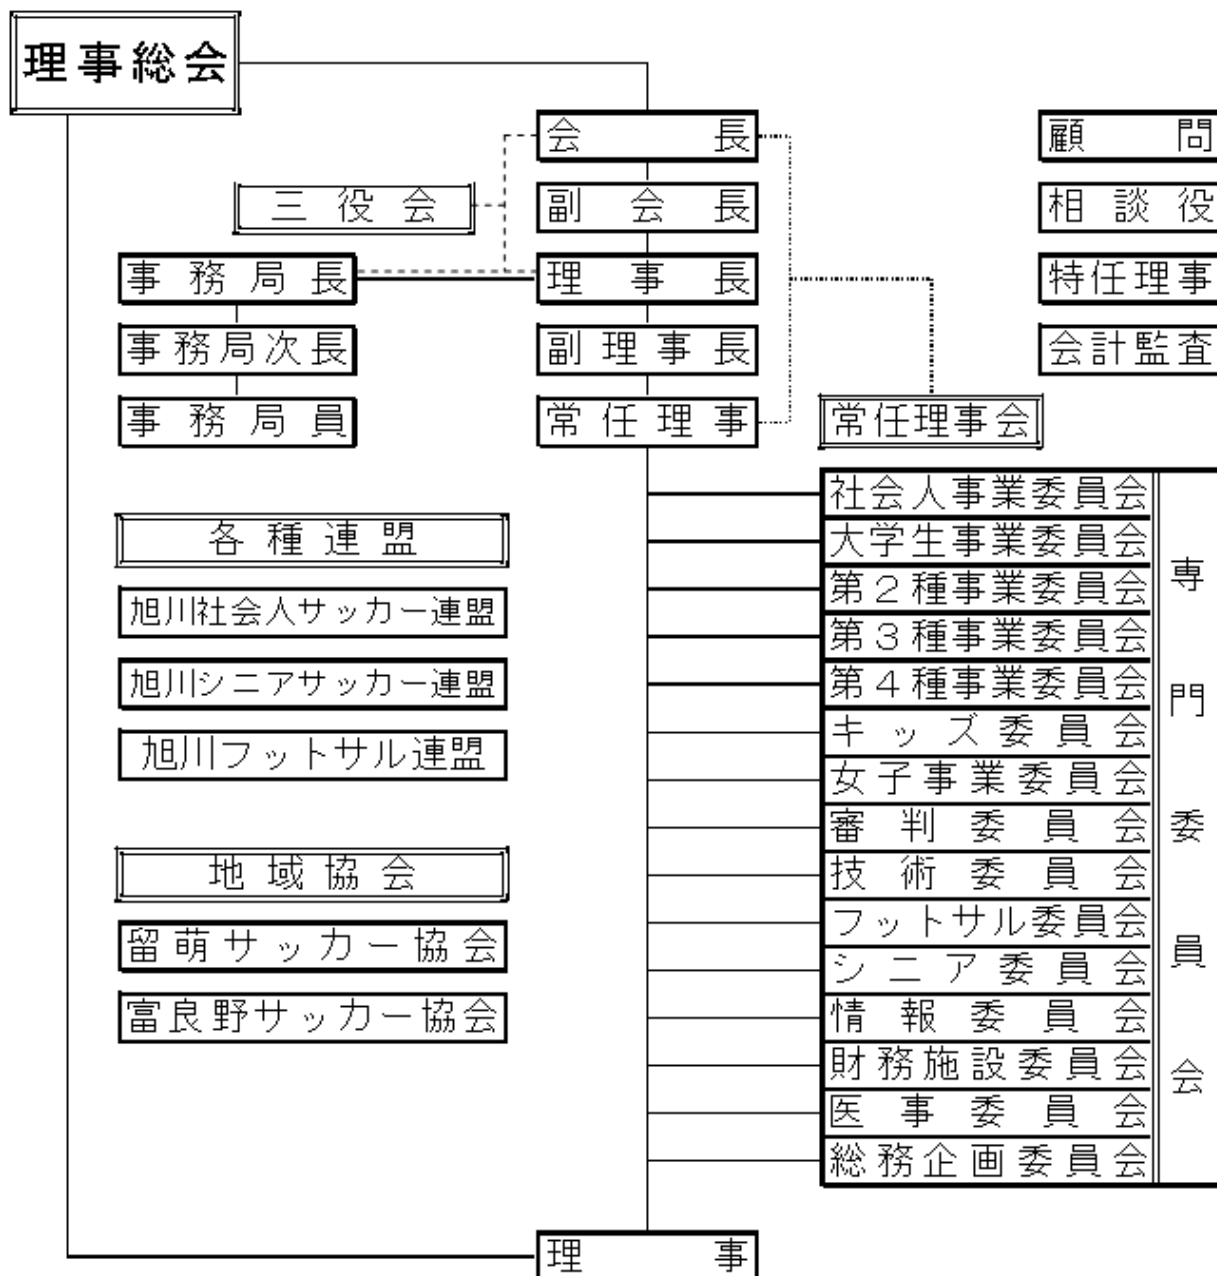 理事総会
会長
顧問
三役会
副会長
相談役
事務局長
理事長
特任理事
事務局次長
副理事長
会計監査
事務局員
常任理事
常任理事会
各種連盟
旭川社会人サッカー連盟
旭川シニアサッカー連盟
旭川フットサル連盟
地域協会
留萌サッカー協会
富良野サッカー協会
社会人事業委員会
大学生事業委員会
第2種事業委員会
第3種事業委員会
第4種事業委員会
キッズ委員会
女子事業委員会
審判委員会
技術委員会
フットサル委員会
シニア委員会
情報委員会
財務施設委員会
医事委員会
総務企画委員会
専門委員会
理事